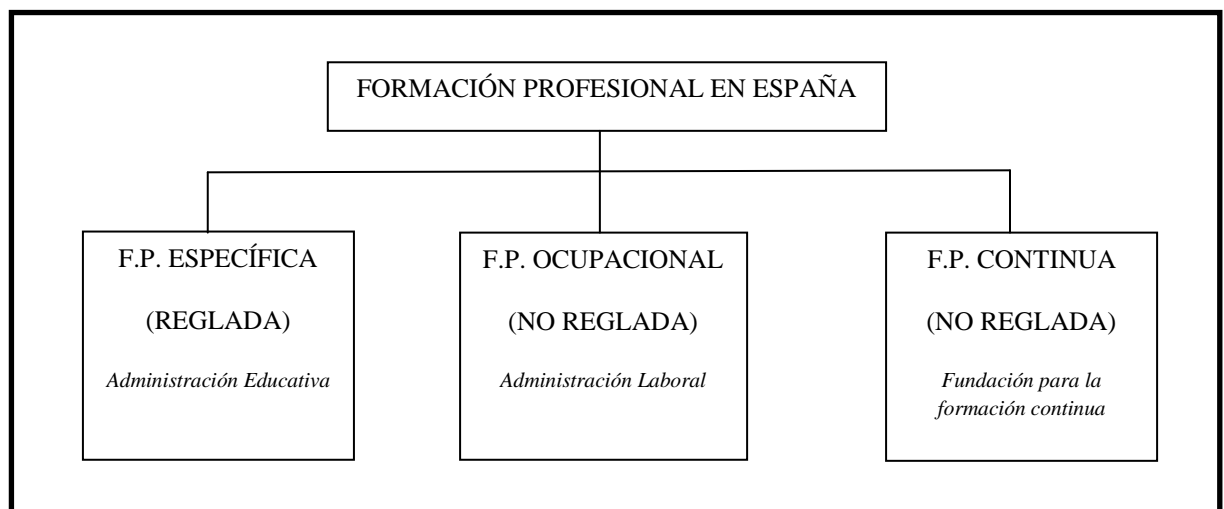 FORMACIÓN PROFESIONAL EN ESPAÑA
F.P. ESPECÍFICA
(REGLADA)
Administración Educativa
F.P. OCUPACIONAL
(NO REGLADA)
Administración Laboral
F.P. CONTINUA
(NO REGLADA)
Fundación para la
formación continua